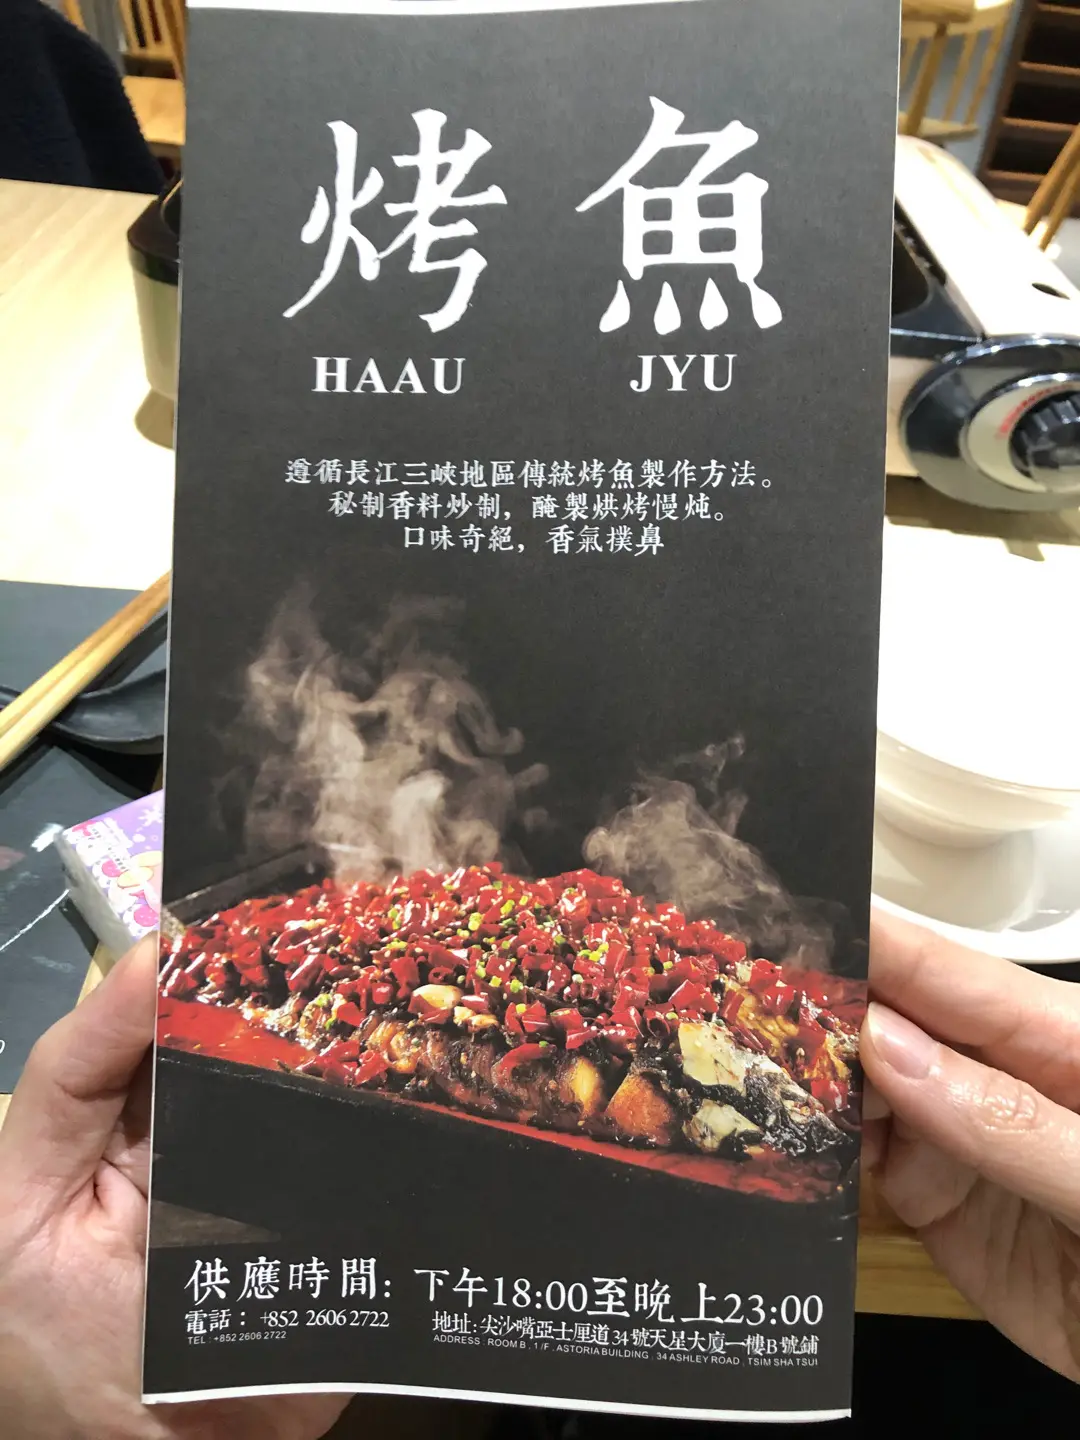 烤魚
HAAU JYU
遵循長江三峽地區傳統烤魚製作方法。
秘制香料炒制，醃製烘烤慢炖。
口味奇絕，香氣撲鼻
供應時間: 下午18:00至晚上23:00
電話： +852 2606 2722
TEL : +852 2606 2722
地址: 尖沙嘴亞士厘道34號天星大廈一樓B號鋪
ADDRESS : ROOM B , 1/F . ASTORIA BUILDING . 34 ASHLEY ROAD , TSIM SHA TSUI